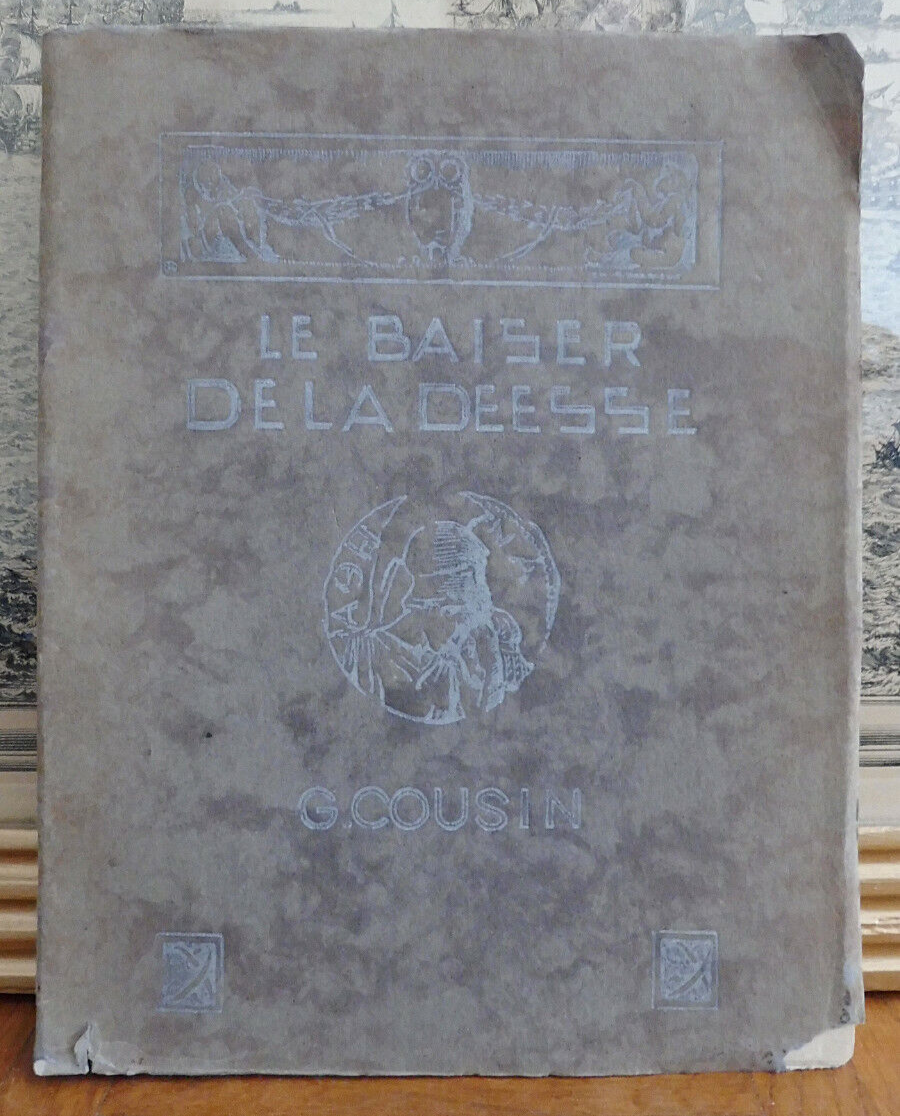 LE BAISER
DE LA DEESSE
G. COUSIN